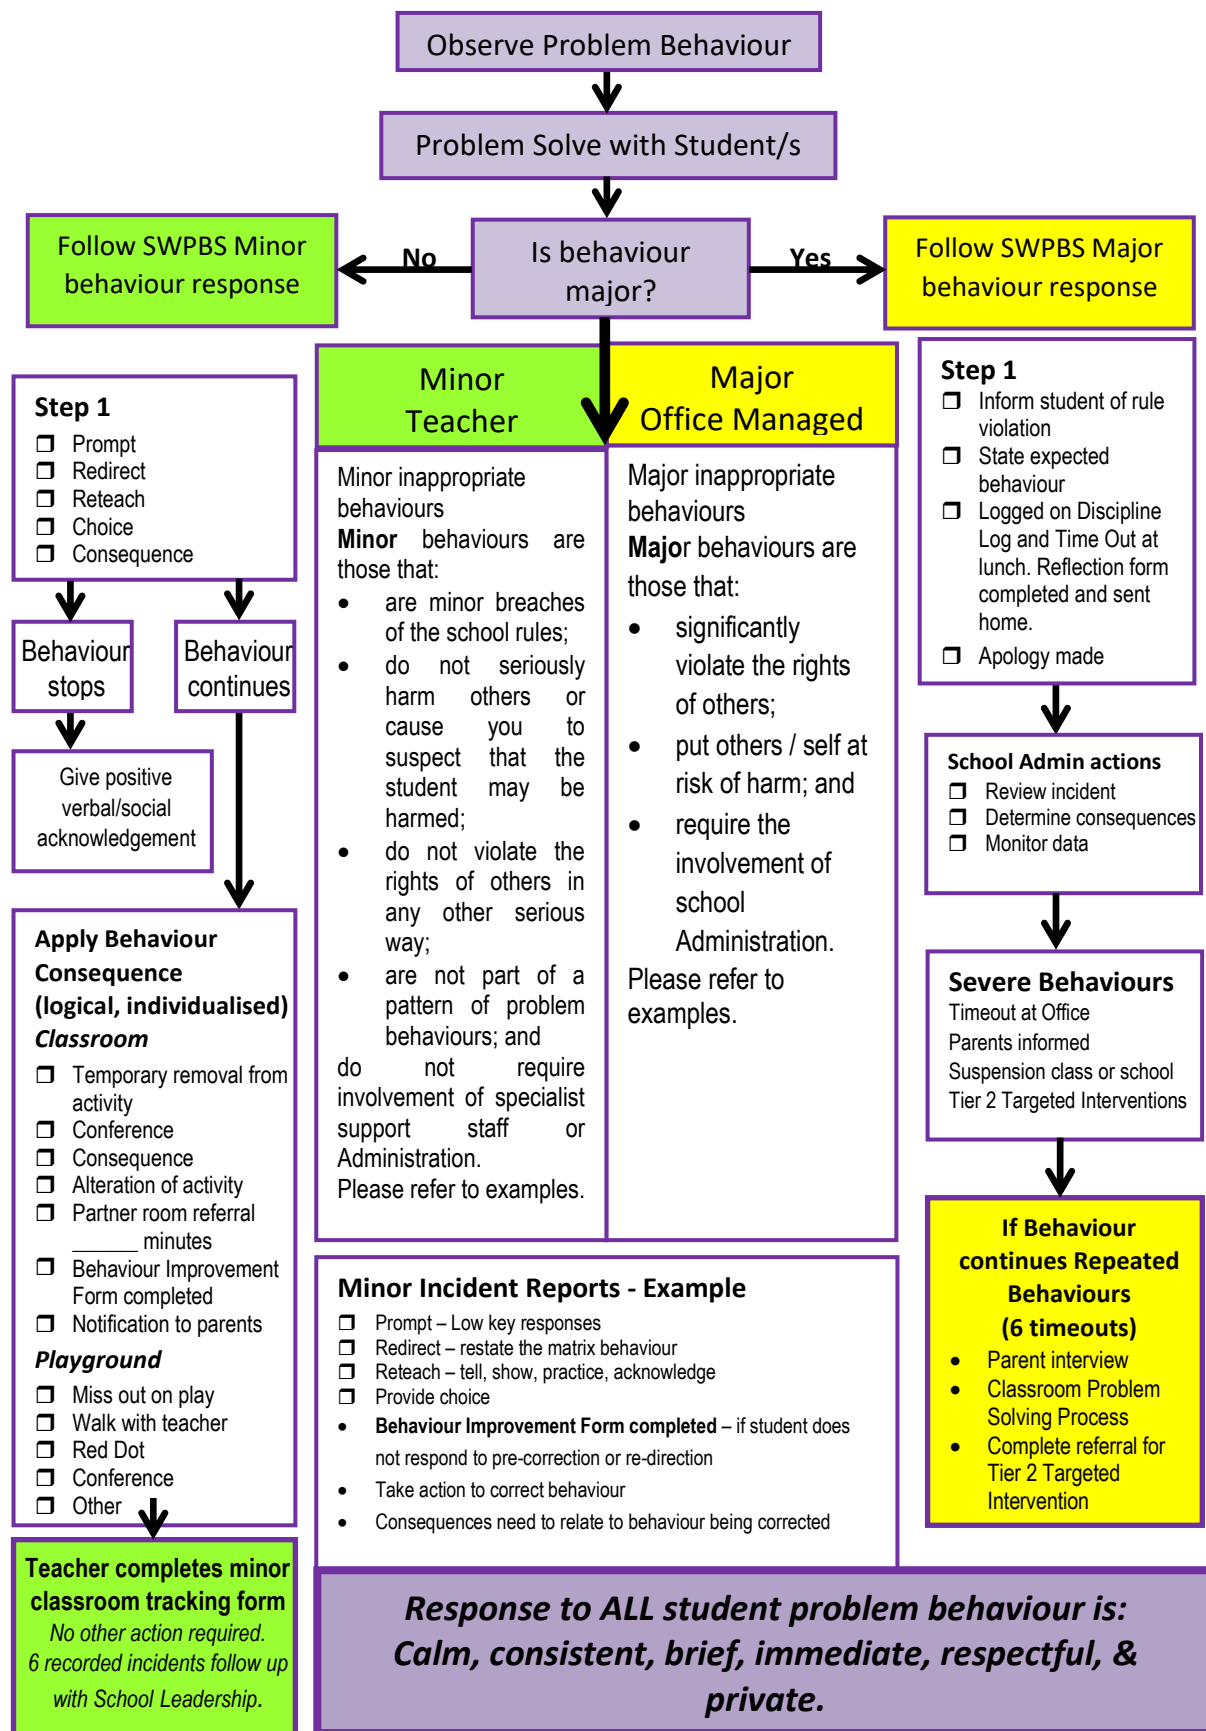 Observe Problem Behaviour
Problem Solve with Student/s
Is behaviour
major?
No
Yes
Follow SWPBS Minor
behaviour response
Follow SWPBS Major
behaviour response
Step 1
❒ Prompt
❒ Redirect
❒ Reteach
❒ Choice
❒ Consequence
Behaviour
stops
Behaviour
continues
Give positive
verbal/social
acknowledgement
Apply Behaviour
Consequence
(logical, individualised)
Classroom
❒ Temporary removal from
activity
❒ Conference
❒ Consequence
❒ Alteration of activity
❒ Partner room referral
______ minutes
❒ Behaviour Improvement
Form completed
❒ Notification to parents
Playground
❒ Miss out on play
❒ Walk with teacher
❒ Red Dot
❒ Conference
❒ Other
Teacher completes minor
classroom tracking form
No other action required.
6 recorded incidents follow up
with School Leadership.
Minor
Teacher
Minor inappropriate
behaviours
Minor behaviours are
those that:
• are minor breaches
of the school rules;
• do not seriously
harm others or
cause you to
suspect that the
student may be
harmed;
• do not violate the
rights of others in
any other serious
way;
• are not part of a
pattern of problem
behaviours; and
do not require
involvement of specialist
support staff or
Administration.
Please refer to examples.
Major
Office Managed
Major inappropriate
behaviours
Major behaviours are
those that:
• significantly
violate the rights
of others;
• put others / self at
risk of harm; and
• require the
involvement of
school
Administration.
Please refer to
examples.
Minor Incident Reports - Example
❒ Prompt – Low key responses
❒ Redirect – restate the matrix behaviour
❒ Reteach – tell, show, practice, acknowledge
❒ Provide choice
• Behaviour Improvement Form completed – if student does
not respond to pre-correction or re-direction
• Take action to correct behaviour
• Consequences need to relate to behaviour being corrected
Step 1
❒ Inform student of rule
violation
❒ State expected
behaviour
❒ Logged on Discipline
Log and Time Out at
lunch. Reflection form
completed and sent
home.
❒ Apology made
School Admin actions
❒ Review incident
❒ Determine consequences
❒ Monitor data
Severe Behaviours
Timeout at Office
Parents informed
Suspension class or school
Tier 2 Targeted Interventions
If Behaviour
continues Repeated
Behaviours
(6 timeouts)
• Parent interview
• Classroom Problem
Solving Process
• Complete referral for
Tier 2 Targeted
Intervention
Response to ALL student problem behaviour is:
Calm, consistent, brief, immediate, respectful, &
private.